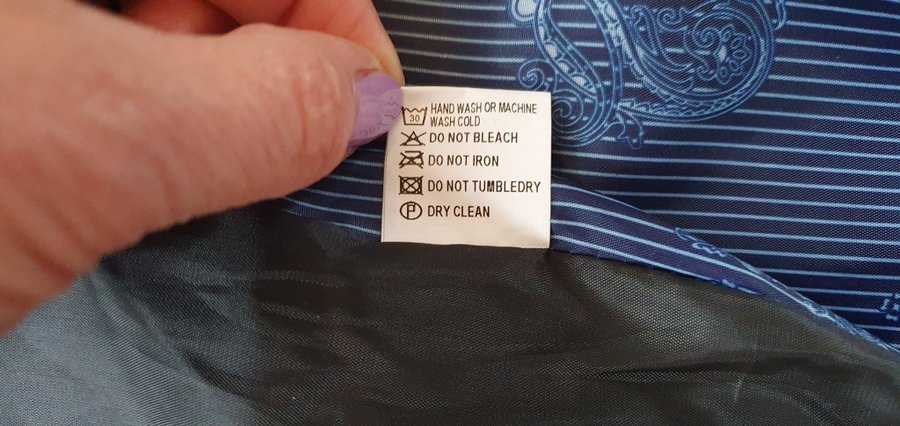 30 HAND WASH OR MACHINE
WASH COLD
DO NOT BLEACH
DO NOT IRON
DO NOT TUMBLEDRY
P DRY CLEAN